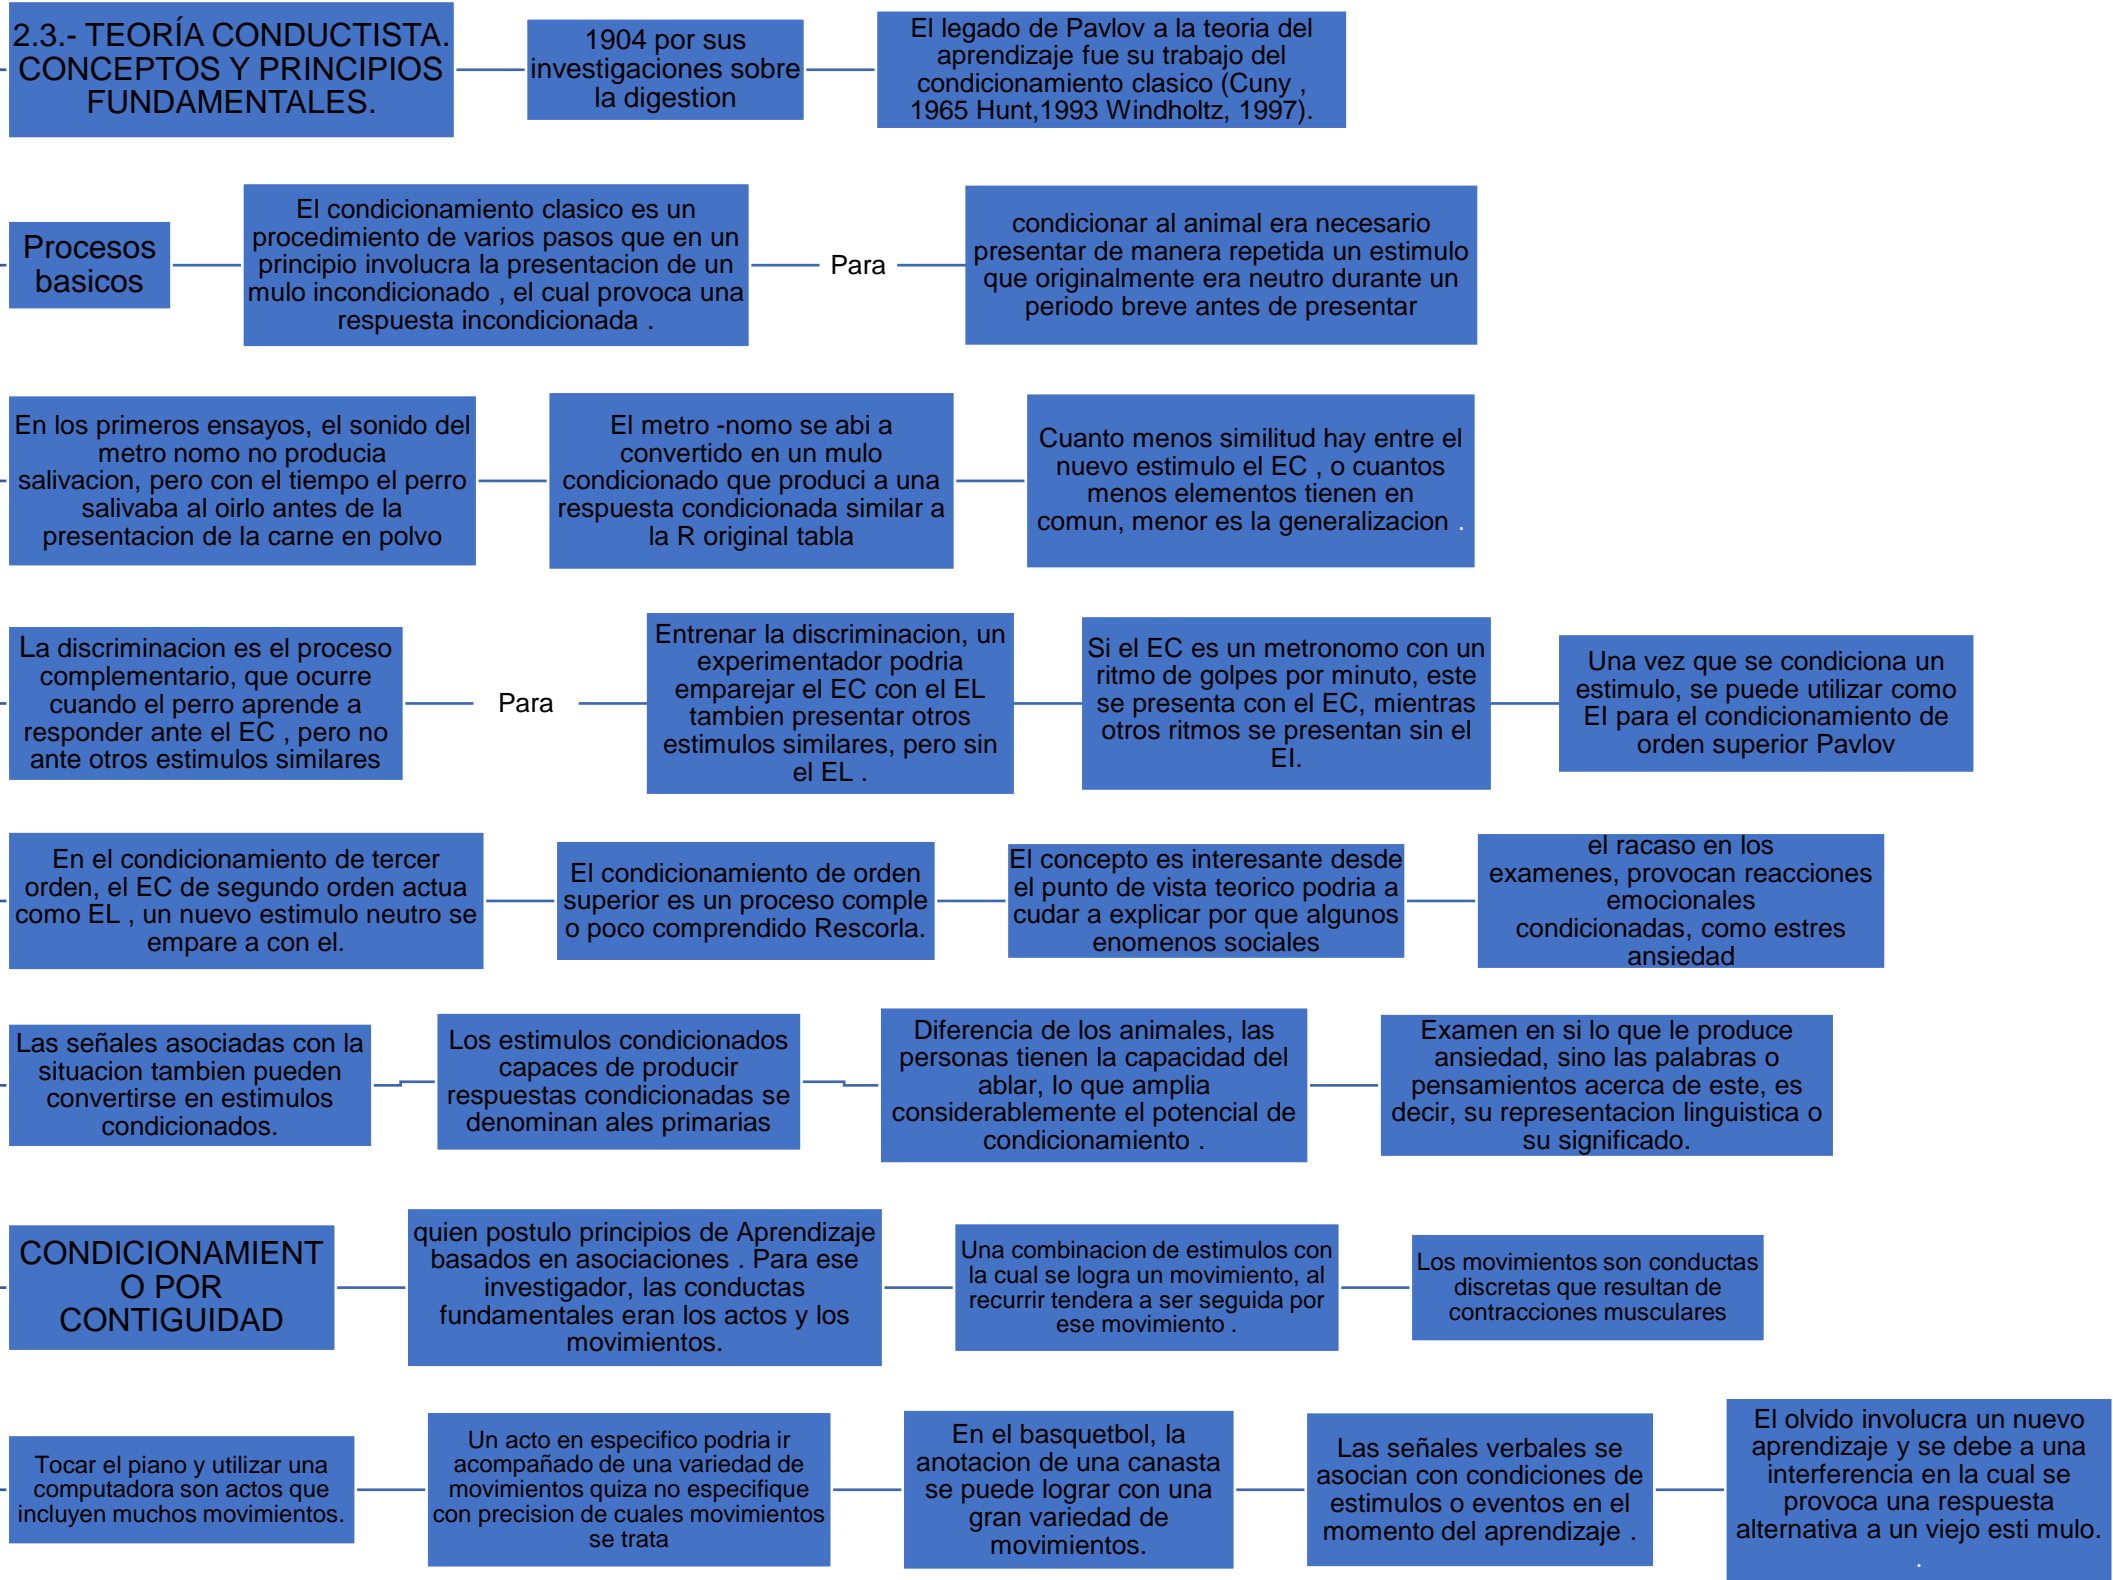 2.3.- TEORÍA CONDUCTISTA.
CONCEPTOS Y PRINCIPIOS
FUNDAMENTALES.
1904 por sus
investigaciones sobre
la digestion
El legado de Pavlov a la teoria del
aprendizaje fue su trabajo del
condicionamiento clasico (Cuny ,
1965 Hunt,1993 Windholtz, 1997).
Procesos
basicos
El condicionamiento clasico es un
procedimiento de varios pasos que en un
principio involucra la presentacion de un
mulo incondicionado , el cual provoca una
respuesta incondicionada .
Para
condicionar al animal era necesario
presentar de manera repetida un estimulo
que originalmente era neutro durante un
periodo breve antes de presentar
En los primeros ensayos, el sonido del
metro nomo no producia
salivacion, pero con el tiempo el perro
salivaba al oirlo antes de la
presentacion de la carne en polvo
El metro -nomo se abi a
convertido en un mulo
condicionado que produci a una
respuesta condicionada similar a
la R original tabla
Cuanto menos similitud hay entre el
nuevo estimulo el EC , o cuantos
menos elementos tienen en
comun, menor es la generalizacion .
La discriminacion es el proceso
complementario, que ocurre
cuando el perro aprende a
responder ante el EC , pero no
ante otros estimulos similares
Para
Entrenar la discriminacion, un
experimentador podria
emparejar el EC con el EL
tambien presentar otros
estimulos similares, pero sin
el EL .
Si el EC es un metronomo con un
ritmo de golpes por minuto, este
se presenta con el EC, mientras
otros ritmos se presentan sin el
EI.
Una vez que se condiciona un
estimulo, se puede utilizar como
EI para el condicionamiento de
orden superior Pavlov
En el condicionamiento de tercer
orden, el EC de segundo orden actua
como EL , un nuevo estimulo neutro se
empare a con el.
El condicionamiento de orden
superior es un proceso comple
o poco comprendido Rescorla.
El concepto es interesante desde
el punto de vista teorico podria a
cudar a explicar por que algunos
enomenos sociales
el racaso en los
examenes, provocan reacciones
emocionales
condicionadas, como estres
ansiedad
Las señales asociadas con la
situacion tambien pueden
convertirse en estimulos
condicionados.
Los estimulos condicionados
capaces de producir
respuestas condicionadas se
denominan ales primarias
Diferencia de los animales, las
personas tienen la capacidad del
ablar, lo que amplia
considerablemente el potencial de
condicionamiento .
Examen en si lo que le produce
ansiedad, sino las palabras o
pensamientos acerca de este, es
decir, su representacion linguistica o
su significado.
CONDICIONAMIENT
O POR
CONTIGUIDAD
quien postulo principios de Aprendizaje
basados en asociaciones . Para ese
investigador, las conductas
fundamentales eran los actos y los
movimientos.
Una combinacion de estimulos con
la cual se logra un movimiento, al
recurrir tendera a ser seguida por
ese movimiento .
Los movimientos son conductas
discretas que resultan de
contracciones musculares
Tocar el piano y utilizar una
computadora son actos que
incluyen muchos movimientos.
Un acto en especifico podria ir
acompañado de una variedad de
movimientos quiza no especifique
con precision de cuales movimientos
se trata
En el basquetbol, la
anotacion de una canasta
se puede lograr con una
gran variedad de
movimientos.
Las señales verbales se
asocian con condiciones de
estimulos o eventos en el
momento del aprendizaje .
El olvido involucra un nuevo
aprendizaje y se debe a una
interferencia en la cual se
provoca una respuesta
alternativa a un viejo esti mulo.
.